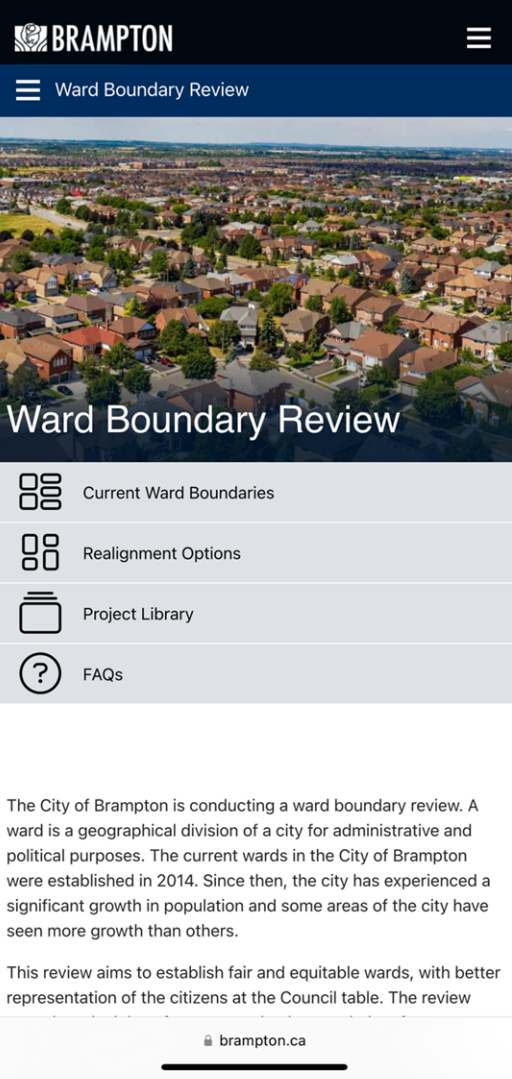 BRAMPTON
Ward Boundary Review
Ward Boundary Review
Current Ward Boundaries
Realignment Options
Project Library
?
FAQs
The City of Brampton is conducting a ward boundary review. A
ward is a geographical division of a city for administrative and
political purposes. The current wards in the City of Brampton
were established in 2014. Since then, the city has experienced a
significant growth in population and some areas of the city have
seen more growth than others.
This review aims to establish fair and equitable wards, with better
representation of the citizens at the Council table. The review
brampton.ca